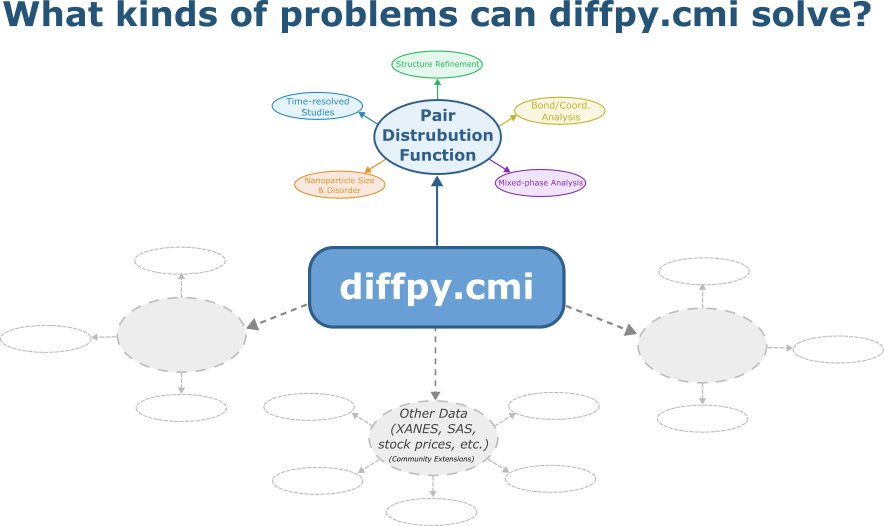 What kinds of problems can diffpy.cmi solve?
Structure Refinement
Time-resolved
Studies
Bond/Coord.
Analysis
Pair
Distrubution
Function
Nanoparticle Size
& Disorder
Mixed-phase Analysis
diffpy.cmi
Other Data
(XANES, SAS,
stock prices, etc.)
(Community Extensions)